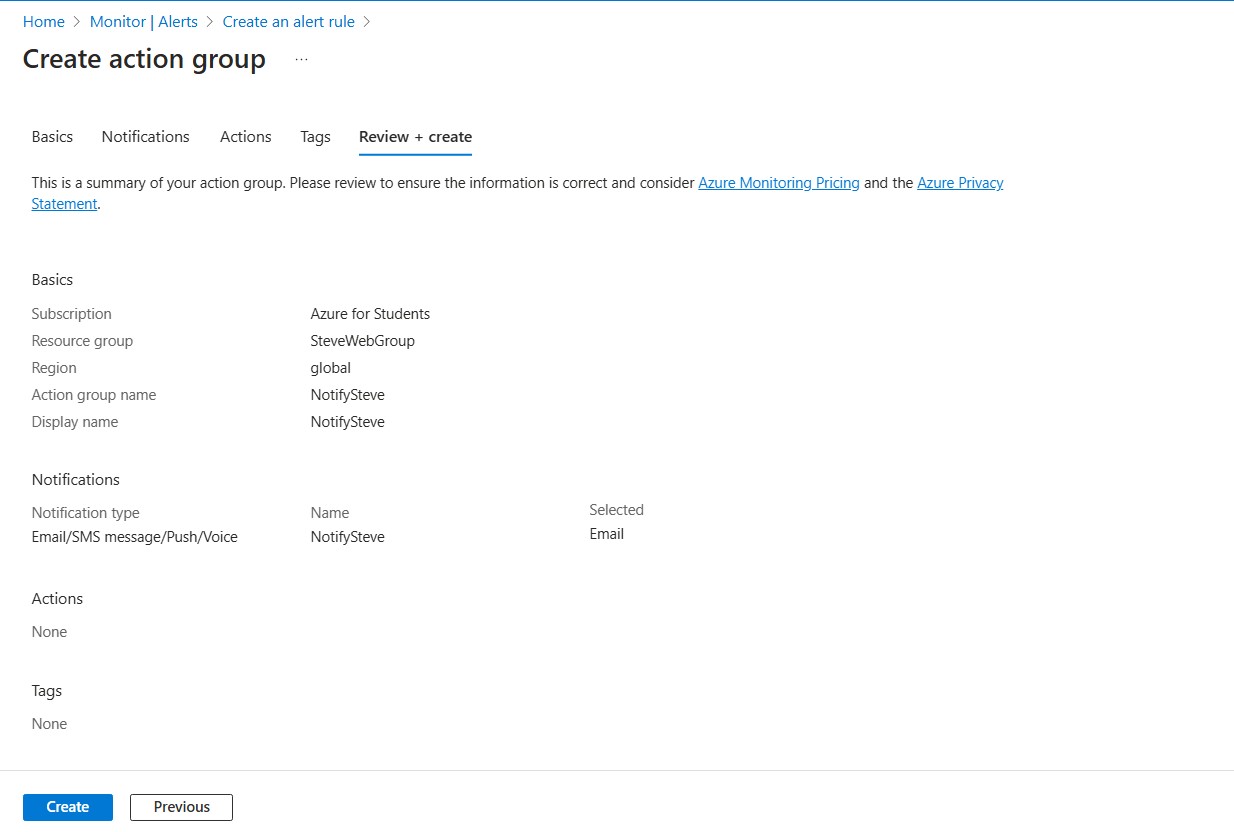 Home > Monitor | Alerts > Create an alert rule >
Create action group ...
Basics Notifications Actions Tags Review + create
This is a summary of your action group. Please review to ensure the information is correct and consider Azure Monitoring Pricing and the Azure Privacy
Statement.
Basics
Subscription Azure for Students
Resource group SteveWebGroup
Region global
Action group name NotifySteve
Display name NotifySteve
Notifications
Notification type Name Selected
Email/SMS message/Push/Voice NotifySteve Email
Actions
None
Tags
None
Create Previous